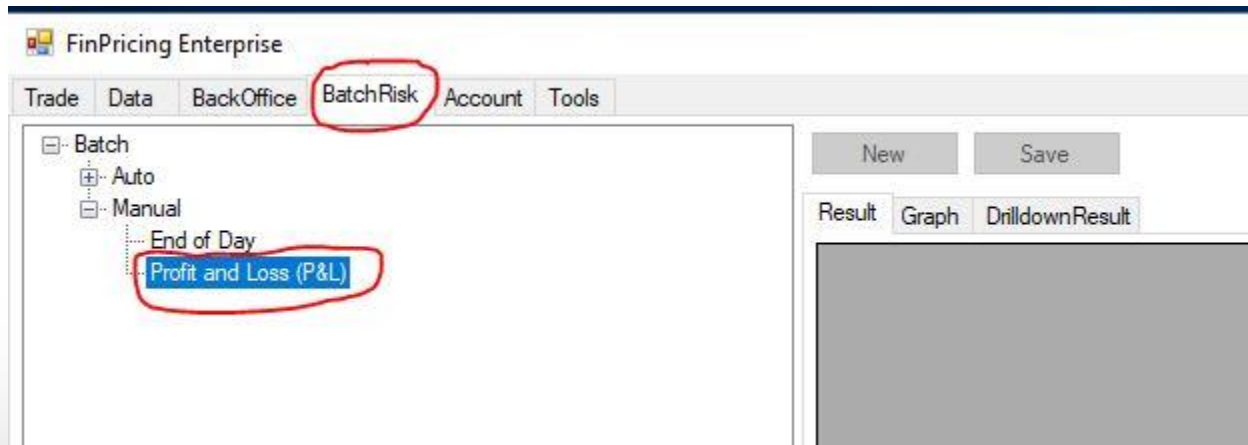 FinPricing Enterprise
Trade Data BackOffice BatchRisk Account Tools
Batch
Auto
Manual
End of Day
Profit and Loss (P&L)
New Save
Result Graph DrilldownResult